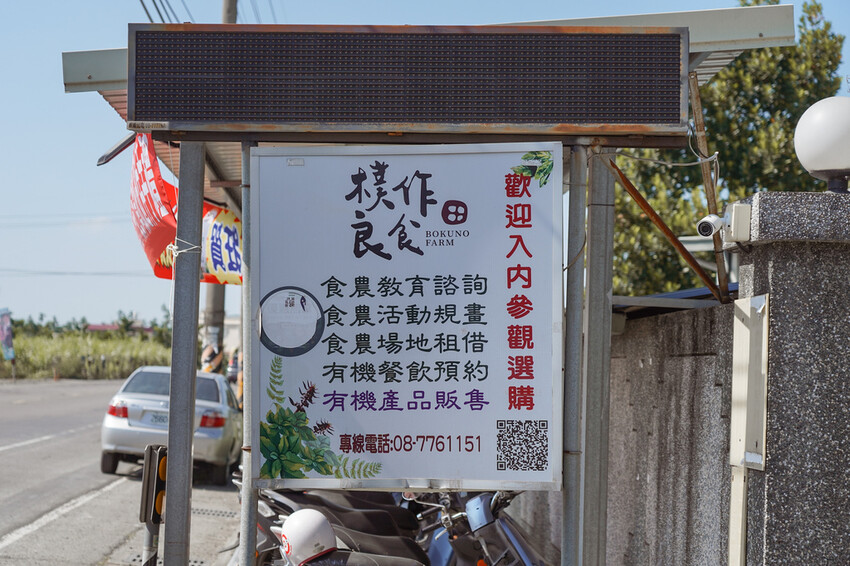 樸作
良食
BOKUNO
FARM
歡迎入內參觀選購
食農教育諮詢
食農活動規畫
食農場地租借
有機餐飲預約
有機產品販售
專線電話:08-7761151